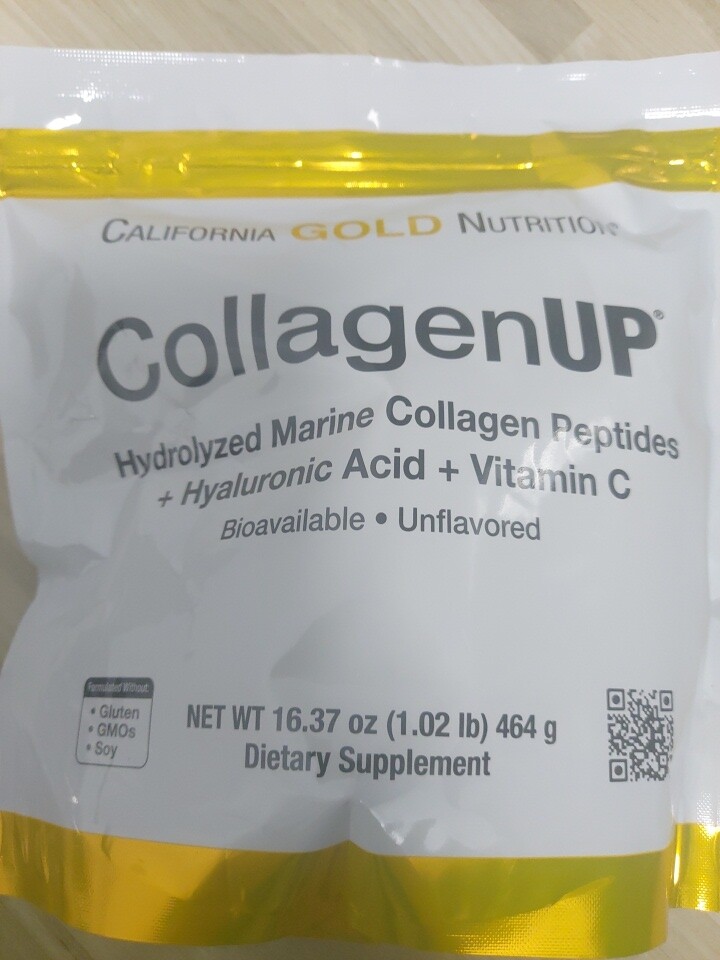 CALIFORNIA GOLD NUTRITION
CollagenUP®
Hydrolyzed Marine Collagen Peptides
+ Hyaluronic Acid + Vitamin C
Bioavailable • Unflavored
Formulated Without:
• Gluten
• GMOs
• Soy
NET WT 16.37 oz (1.02 lb) 464 g
Dietary Supplement